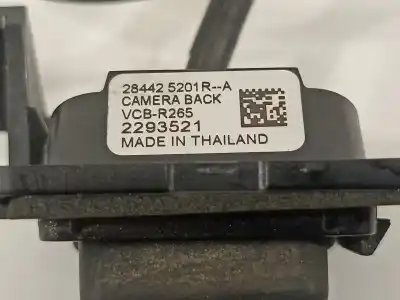 28442 5201R--A
CAMERA BACK
VCB-R265
2293521
MADE IN THAILAND